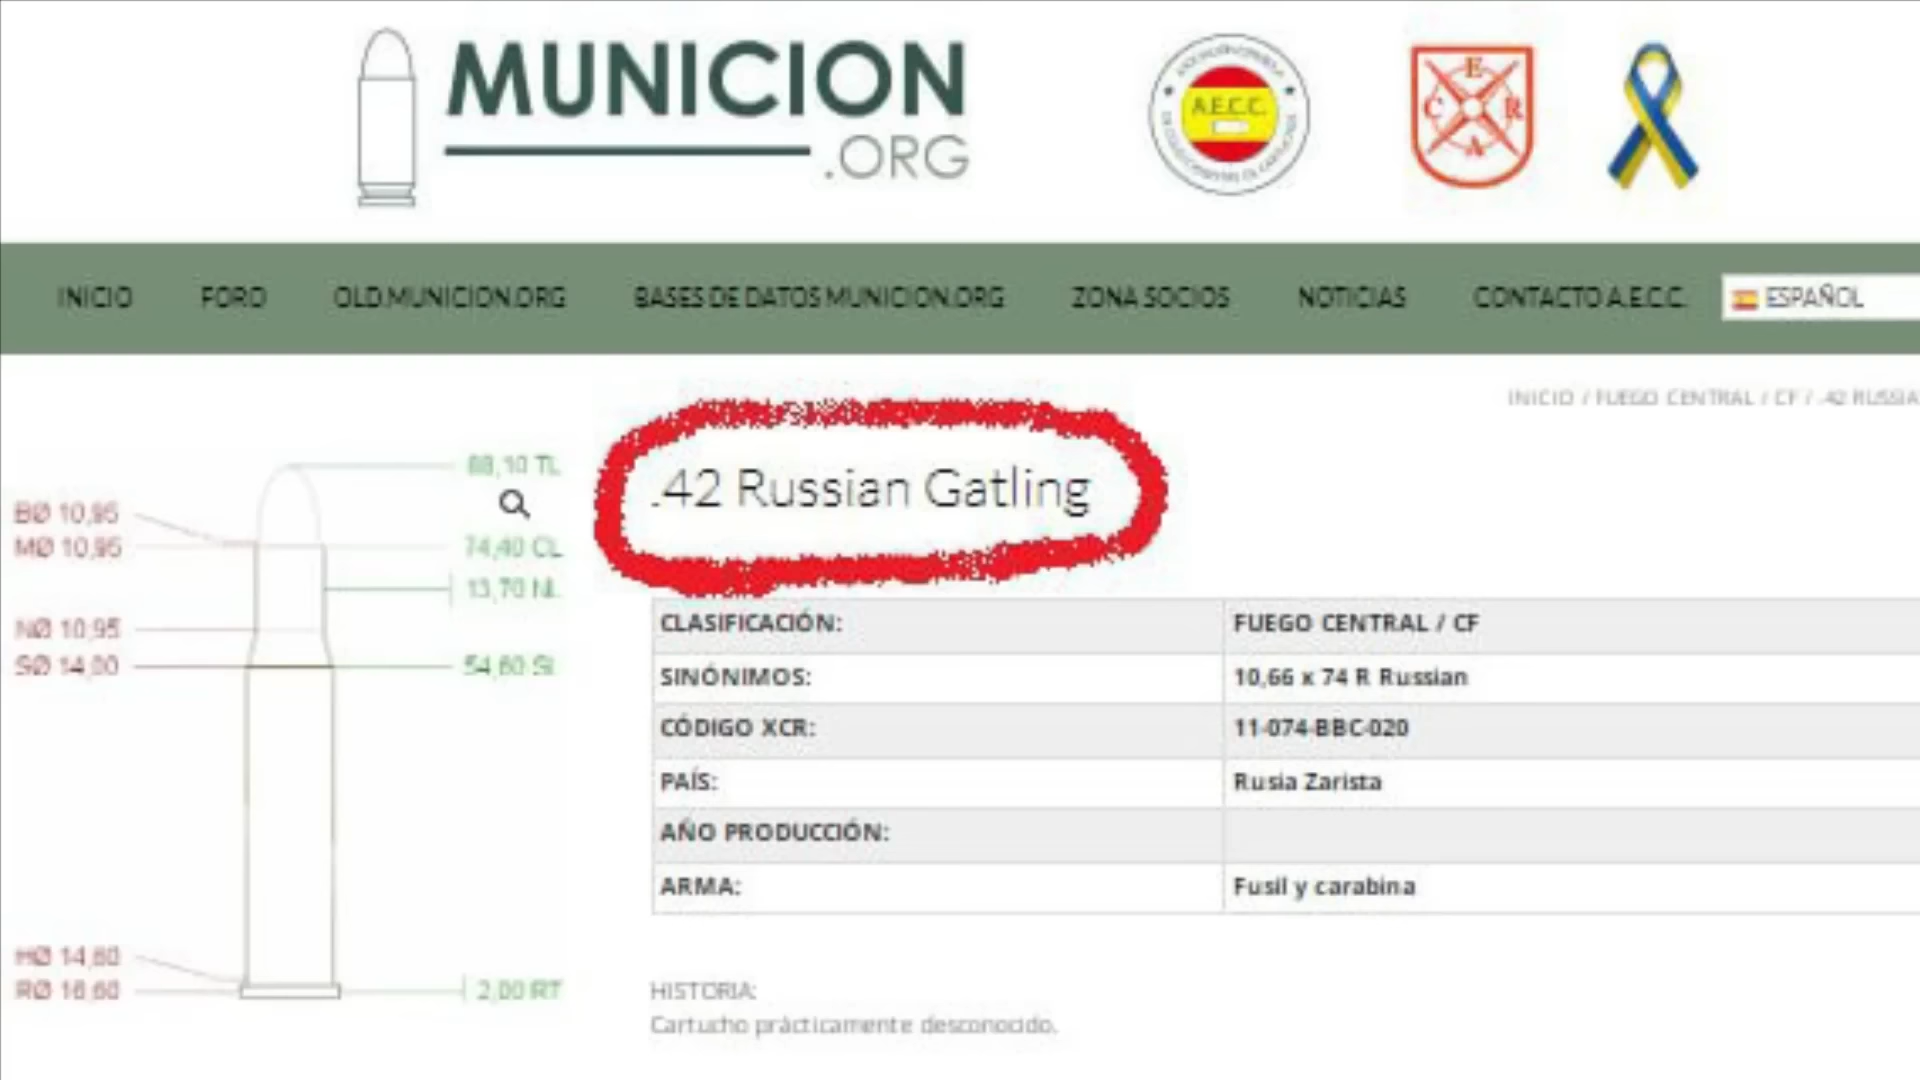 MUNICION
.ORG
A.E.C.C.
E
C R
A
INICIO FORO OLD.MUNICION.ORG BASES DE DATOS MUNICION.ORG ZONA SOCIOS NOTICIAS CONTACTO A.E.C.C. ESPAÑOL
INICIO / FUEGO CENTRAL / CF / .42 RUSSIA
.42 Russian Gatling
88,10 TL
BØ 10,95
MØ 10,95
74,40 CL
13,70 NL
NØ 10,95
SØ 14,00
54,60 SL
HØ 14,60
RØ 16,60
2,00 RT
CLASIFICACIÓN: FUEGO CENTRAL / CF
SINÓNIMOS: 10,66 x 74 R Russian
CÓDIGO XCR: 11-074-BBC-020
PAÍS: Rusia Zarista
AÑO PRODUCCIÓN:
ARMA: Fusil y carabina
HISTORIA:
Cartucho prácticamente desconocido.